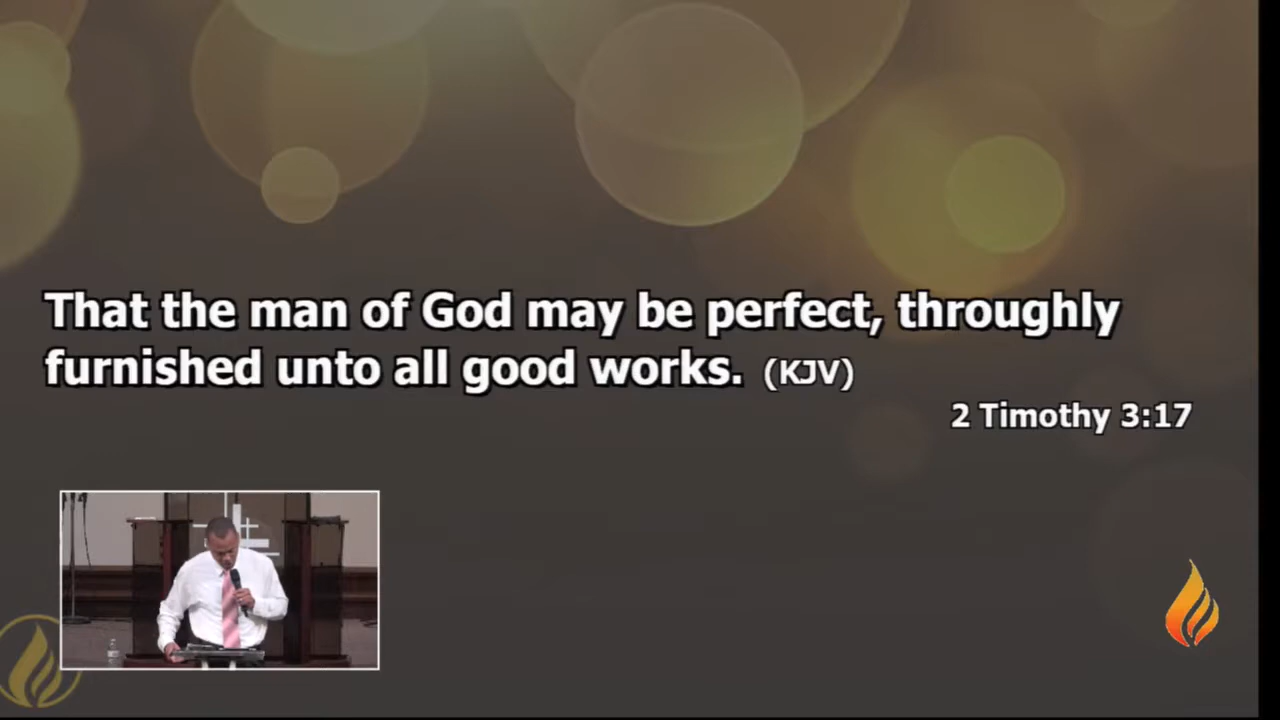 That the man of God may be perfect, throughly
furnished unto all good works. (KJV)
2 Timothy 3:17